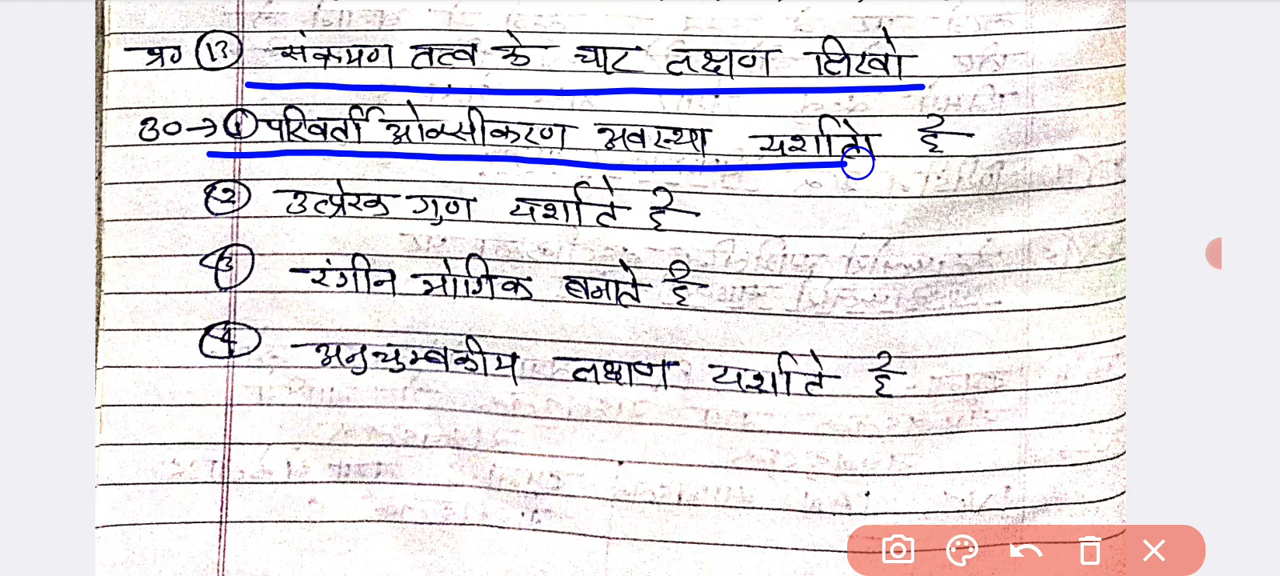 प्र० (13) संक्रमण तत्व के चार लक्षण लिखो
उ०→ ① परिवर्ती ओक्सीकरण अवस्था दर्शाते है
② उत्प्रेरक गुण दर्शाते है
③ रंगीन यौगिक बनाते है
④ अनुचुम्बकीय लक्षण दर्शाते है